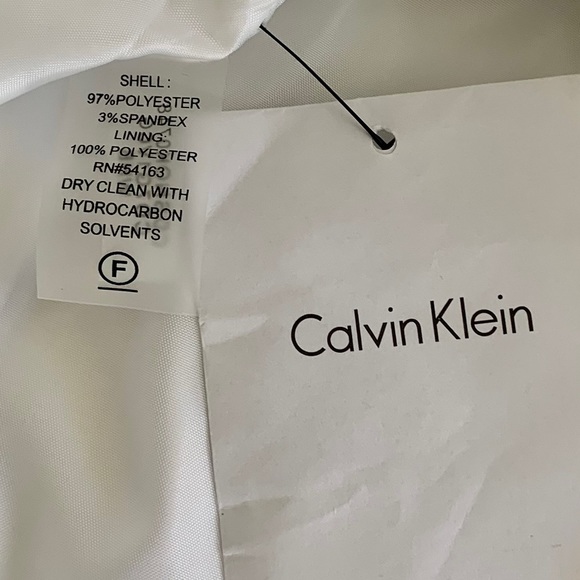 SHELL:
97%POLYESTER
3%SPANDEX
LINING:
100% POLYESTER
RN#54163
DRY CLEAN WITH
HYDROCARBON
SOLVENTS
F
Calvin Klein